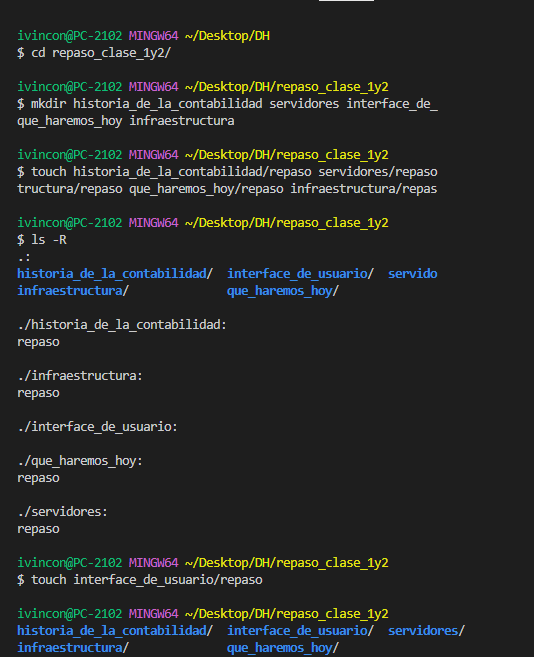 ivincon@PC-2102 MINGW64 ~/Desktop/DH
$ cd repaso_clase_1y2/
ivincon@PC-2102 MINGW64 ~/Desktop/DH/repaso_clase_1y2
$ mkdir historia_de_la_contabilidad servidores interface_de_
que_haremos_hoy infraestructura
ivincon@PC-2102 MINGW64 ~/Desktop/DH/repaso_clase_1y2
$ touch historia_de_la_contabilidad/repaso servidores/repaso
tructura/repaso que_haremos_hoy/repaso infraestructura/repas
ivincon@PC-2102 MINGW64 ~/Desktop/DH/repaso_clase_1y2
$ ls -R
.:
historia_de_la_contabilidad/ interface_de_usuario/ servido
infraestructura/ que_haremos_hoy/
./historia_de_la_contabilidad:
repaso
./infraestructura:
repaso
./interface_de_usuario:
./que_haremos_hoy:
repaso
./servidores:
repaso
ivincon@PC-2102 MINGW64 ~/Desktop/DH/repaso_clase_1y2
$ touch interface_de_usuario/repaso
ivincon@PC-2102 MINGW64 ~/Desktop/DH/repaso_clase_1y2
historia_de_la_contabilidad/ interface_de_usuario/ servidores/
infraestructura/ que_haremos_hoy/